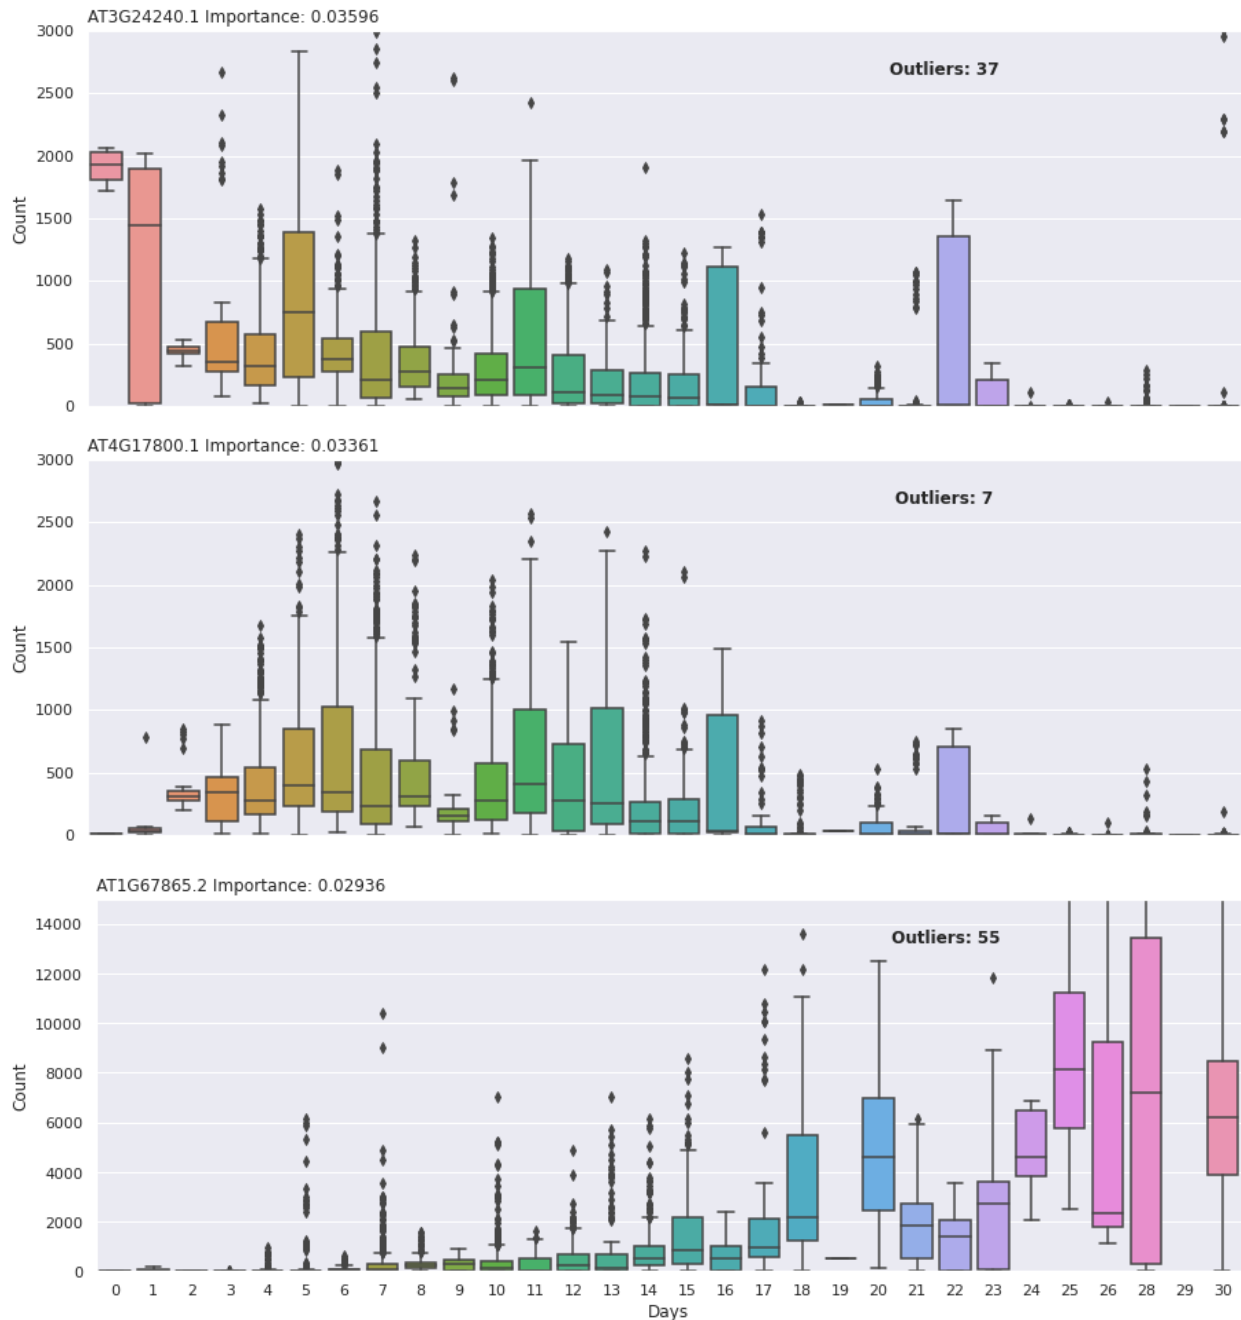 AT3G24240.1 Importance: 0.03596
3000
Outliers: 37
2500
2000
1500
1000
500
0
Count
AT4G17800.1 Importance: 0.03361
3000
Outliers: 7
2500
2000
1500
1000
500
0
Count
AT1G67865.2 Importance: 0.02936
14000
Outliers: 55
12000
10000
8000
6000
4000
2000
0
Count
0 1 2 3 4 5 6 7 8 9 10 11 12 13 14 15 16 17 18 19 20 21 22 23 24 25 26 28 29 30
Days